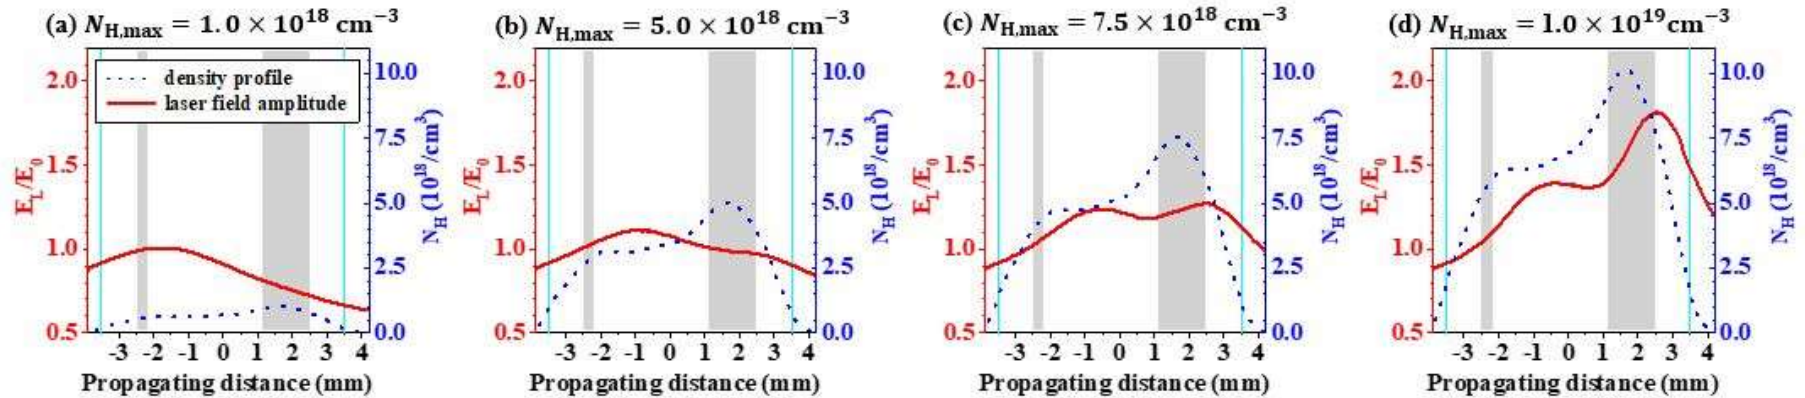 (a) N_H,max = 1.0 × 10^18 cm^−3
2.0
1.5
1.0
0.5
E_L/E_0
density profile
laser field amplitude
10.0
7.5
5.0
2.5
0.0
N_H (10^18/cm^3)
-3 -2 -1 0 1 2 3 4
Propagating distance (mm)
(b) N_H,max = 5.0 × 10^18 cm^−3
2.0
1.5
1.0
0.5
E_L/E_0
10.0
7.5
5.0
2.5
0.0
N_H (10^18/cm^3)
-3 -2 -1 0 1 2 3 4
Propagating distance (mm)
(c) N_H,max = 7.5 × 10^18 cm^−3
2.0
1.5
1.0
0.5
E_L/E_0
10.0
7.5
5.0
2.5
0.0
N_H (10^18/cm^3)
-3 -2 -1 0 1 2 3 4
Propagating distance (mm)
(d) N_H,max = 1.0 × 10^19 cm^−3
2.0
1.5
1.0
0.5
E_L/E_0
10.0
7.5
5.0
2.5
0.0
N_H (10^18/cm^3)
-3 -2 -1 0 1 2 3 4
Propagating distance (mm)